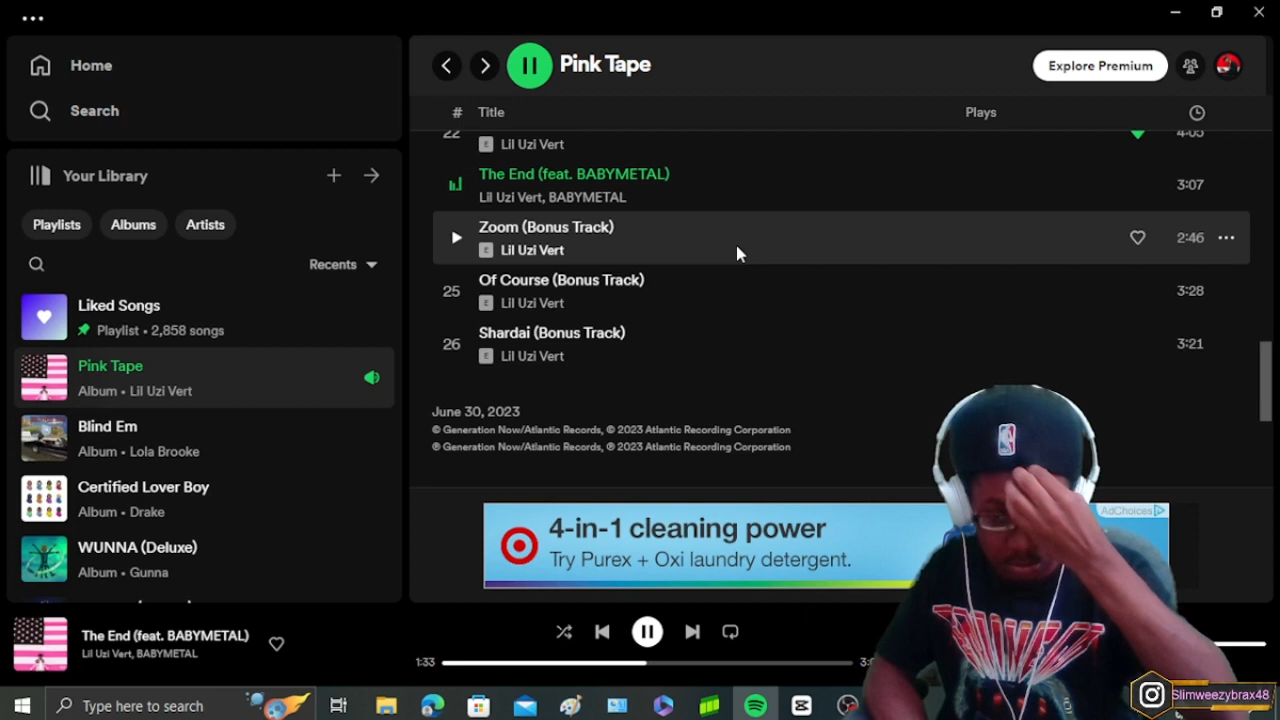 Home
Search
Your Library
Playlists
Albums
Artists
Recents
Liked Songs
Playlist • 2,858 songs
Pink Tape
Album • Lil Uzi Vert
Blind Em
Album • Lola Brooke
Certified Lover Boy
Album • Drake
WUNNA (Deluxe)
Album • Gunna
Pink Tape
Explore Premium
# Title Plays
22 4:05
E Lil Uzi Vert
The End (feat. BABYMETAL)
Lil Uzi Vert, BABYMETAL
3:07
Zoom (Bonus Track)
E Lil Uzi Vert
2:46
25 Of Course (Bonus Track)
E Lil Uzi Vert
3:28
26 Shardai (Bonus Track)
E Lil Uzi Vert
3:21
June 30, 2023
© Generation Now/Atlantic Records, © 2023 Atlantic Recording Corporation
℗ Generation Now/Atlantic Records, ℗ 2023 Atlantic Recording Corporation
4-in-1 cleaning power
Try Purex + Oxi laundry detergent.
AdChoices
The End (feat. BABYMETAL)
Lil Uzi Vert, BABYMETAL
1:33
Type here to search
Slimweezybrax48